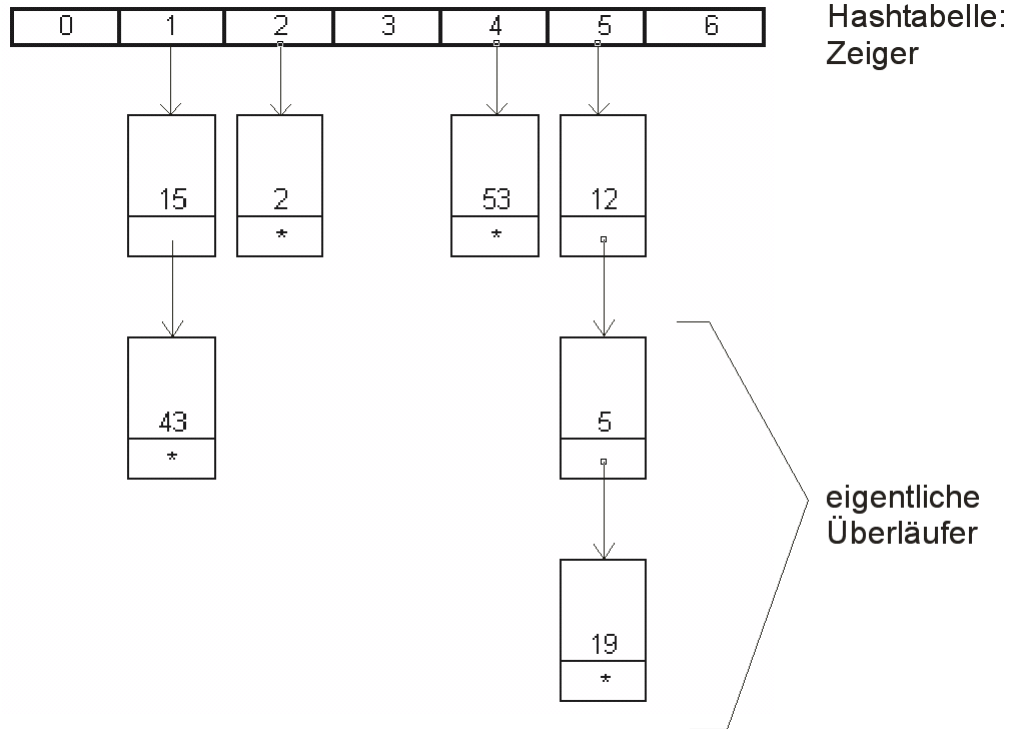 0 1 2 3 4 5 6
Hashtabelle:
Zeiger
15 2 53 12
* *
43 5
*
eigentliche
Überläufer
19
*